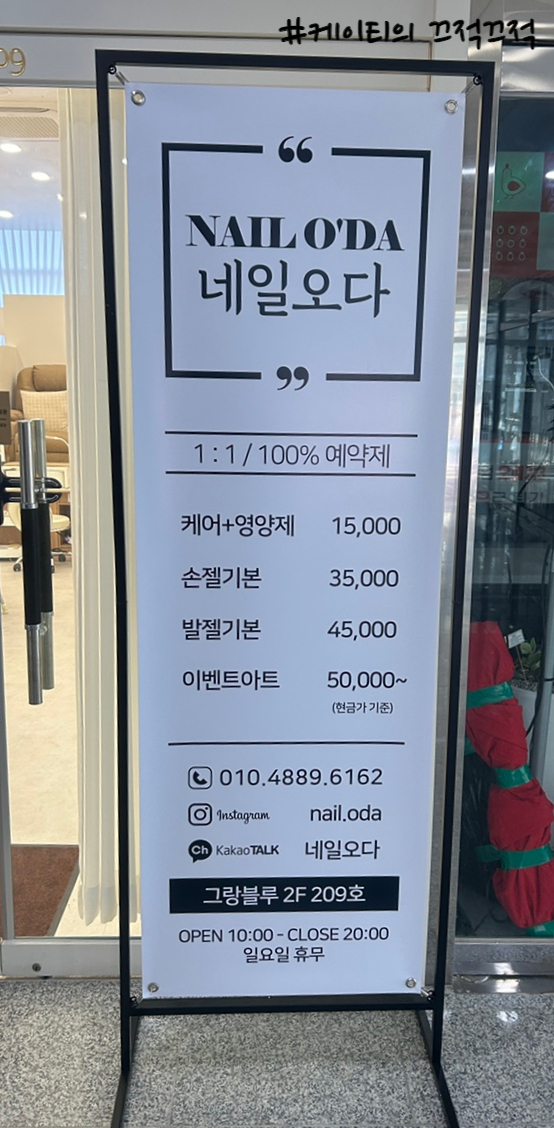 #케이티의 끄적끄적
09
“
NAIL O'DA
네일오다
”
1 : 1 / 100% 예약제
케어+영양제 15,000
손젤기본 35,000
발젤기본 45,000
이벤트아트 50,000~
(현금가 기준)
010.4889.6162
Instagram nail.oda
Ch KakaoTALK 네일오다
그랑블루 2F 209호
OPEN 10:00 - CLOSE 20:00
일요일 휴무